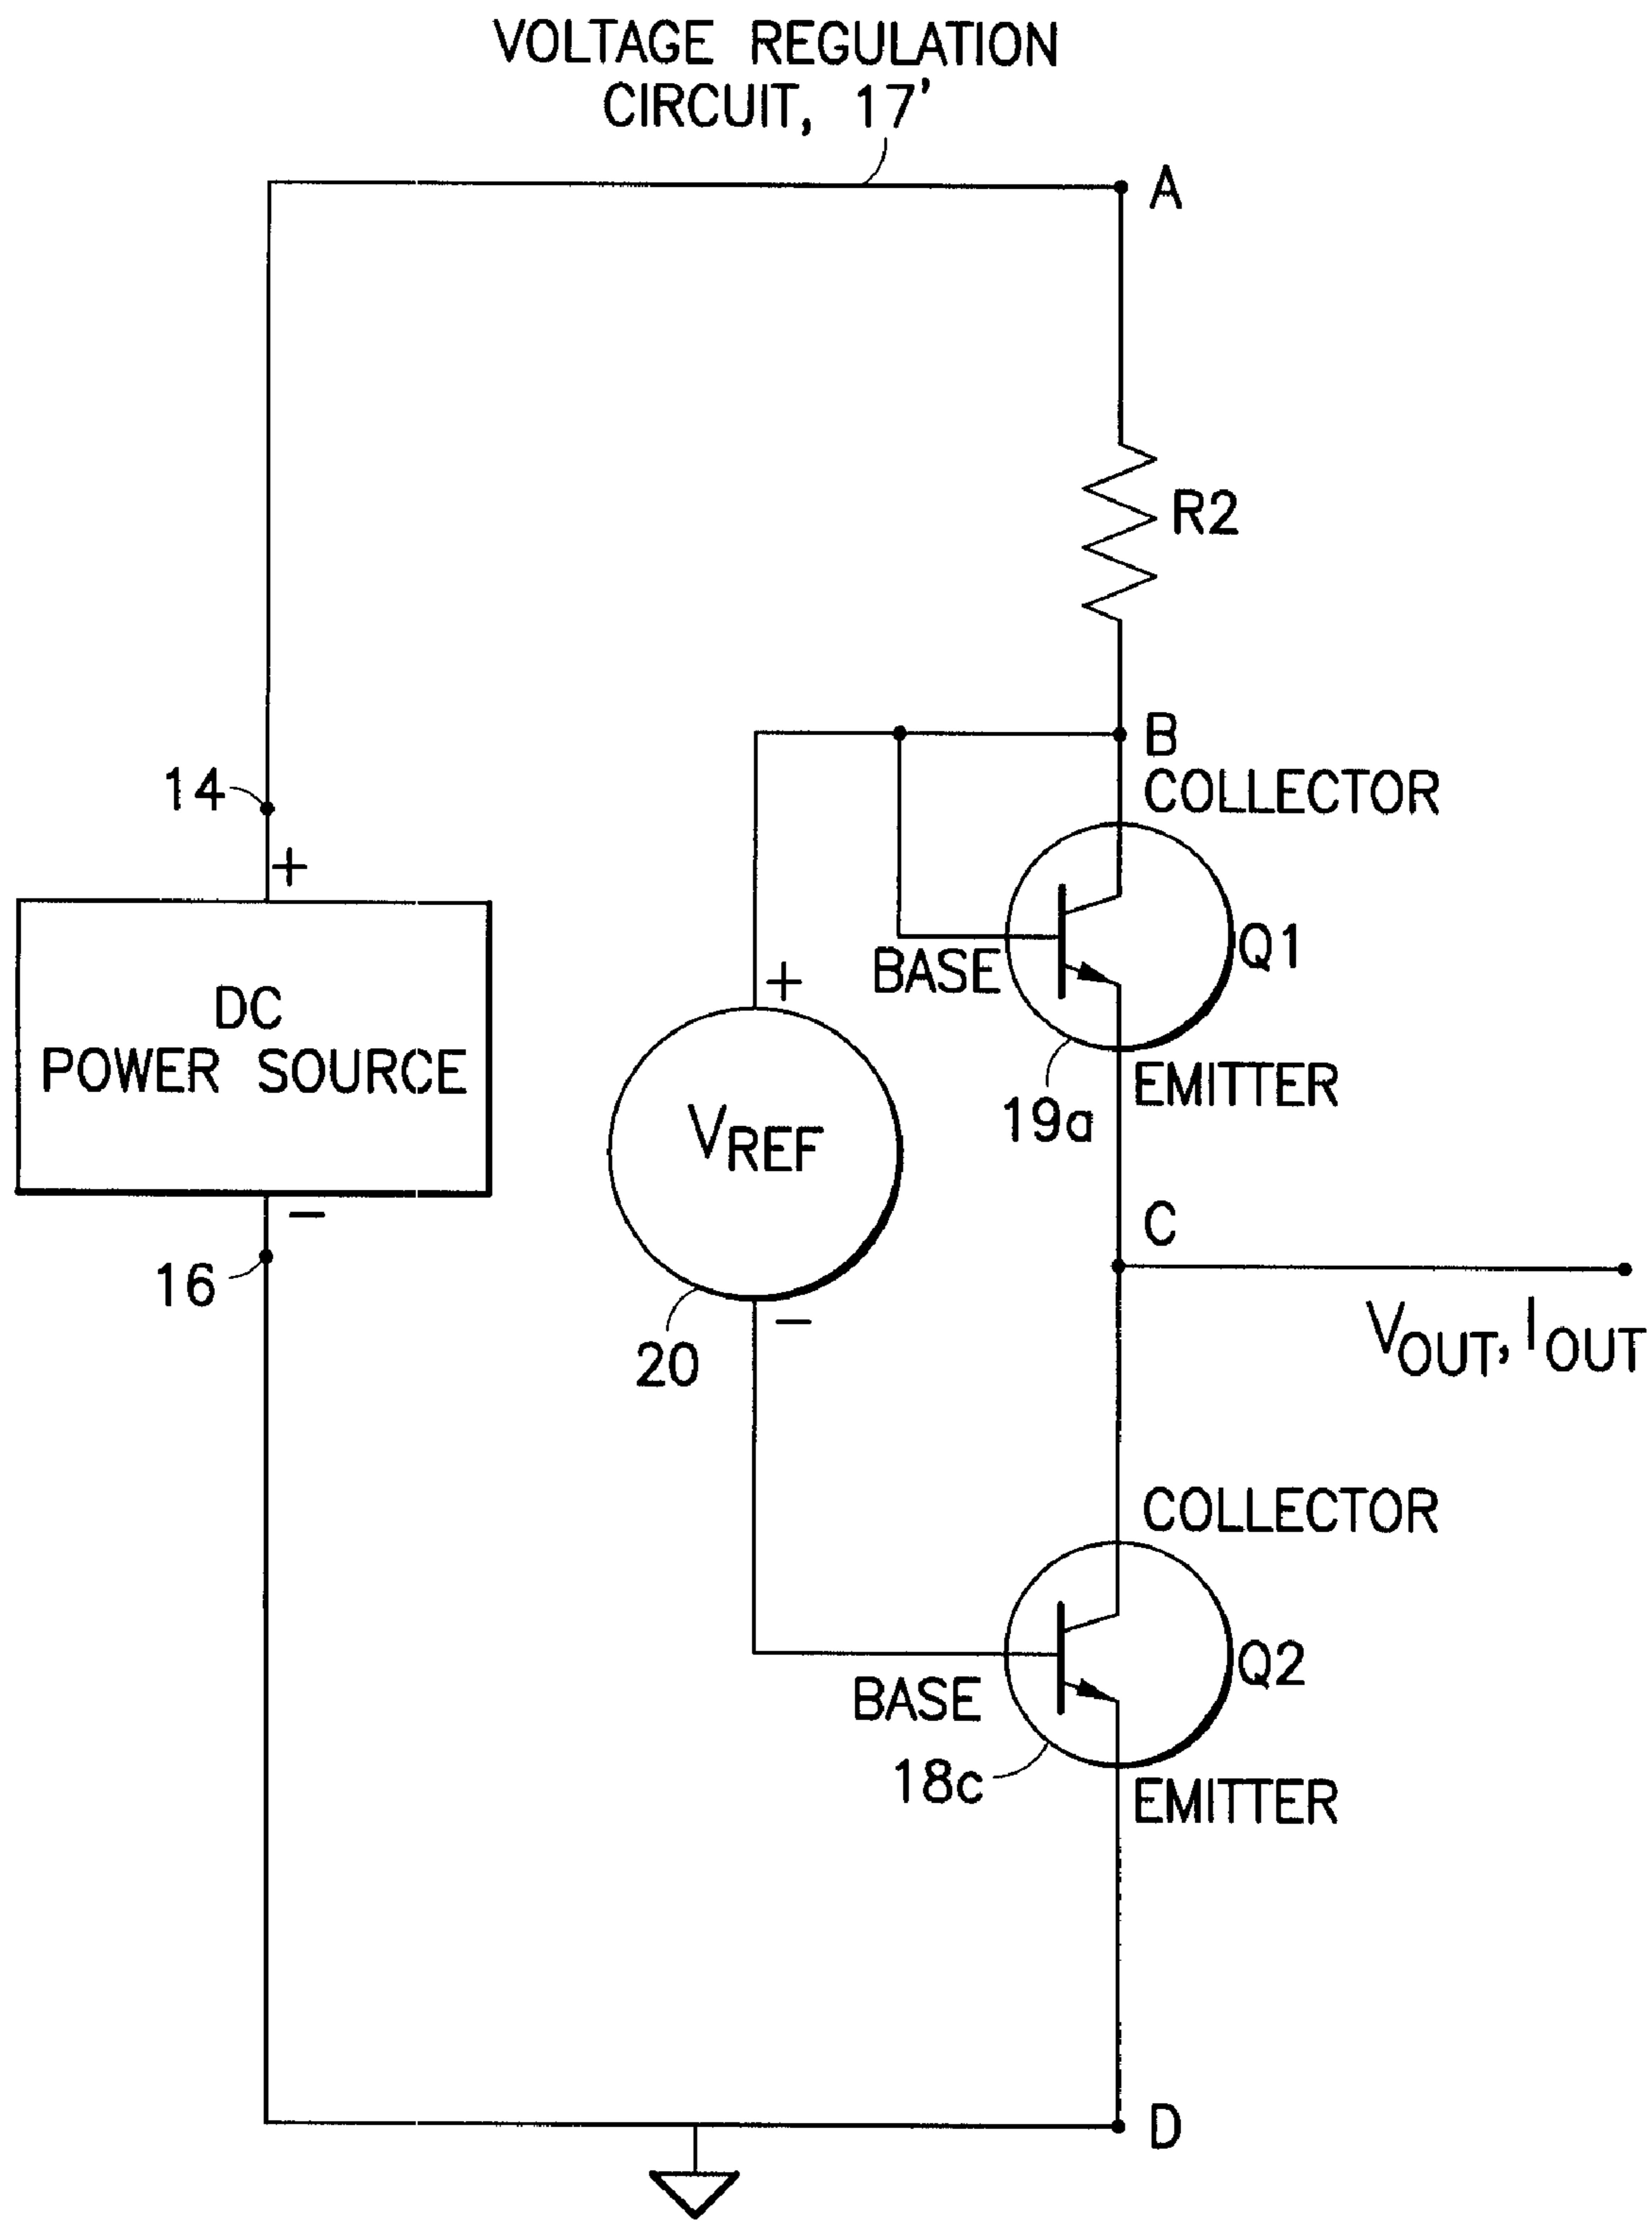 VOLTAGE REGULATION
CIRCUIT, 17'
A
R2
B
14
COLLECTOR
+
Q1
BASE
+
DC
POWER SOURCE
EMITTER
19a
VREF
C
−
16
VOUT, IOUT
−
20
COLLECTOR
Q2
BASE
18c
EMITTER
D